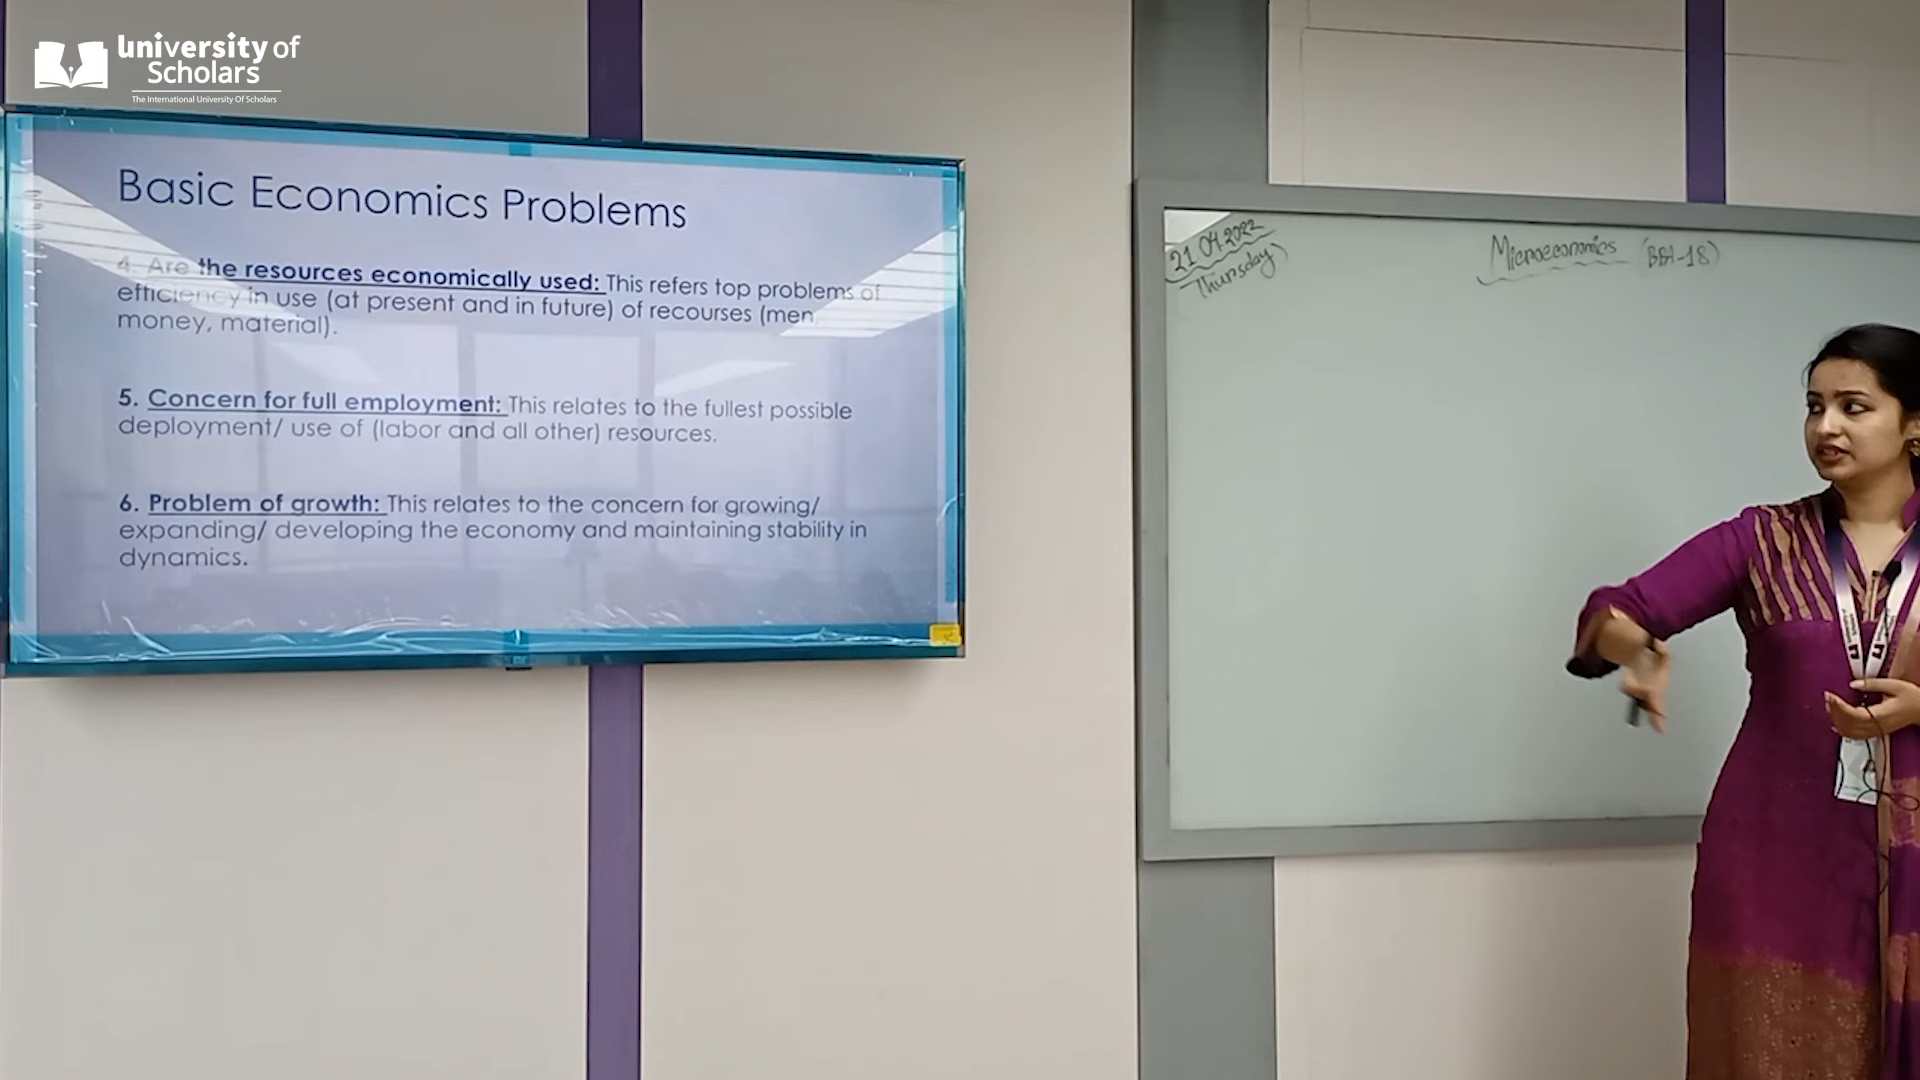 University of
Scholars
The International University Of Scholars
Basic Economics Problems
4. Are the resources economically used: This refers top problems of
efficiency in use (at present and in future) of recourses (men,
money, material).
5. Concern for full employment: This relates to the fullest possible
deployment/ use of (labor and all other) resources.
6. Problem of growth: This relates to the concern for growing/
expanding/ developing the economy and maintaining stability in
dynamics.
21.04.2022
Thursday
Microeconomics (BBA-18)